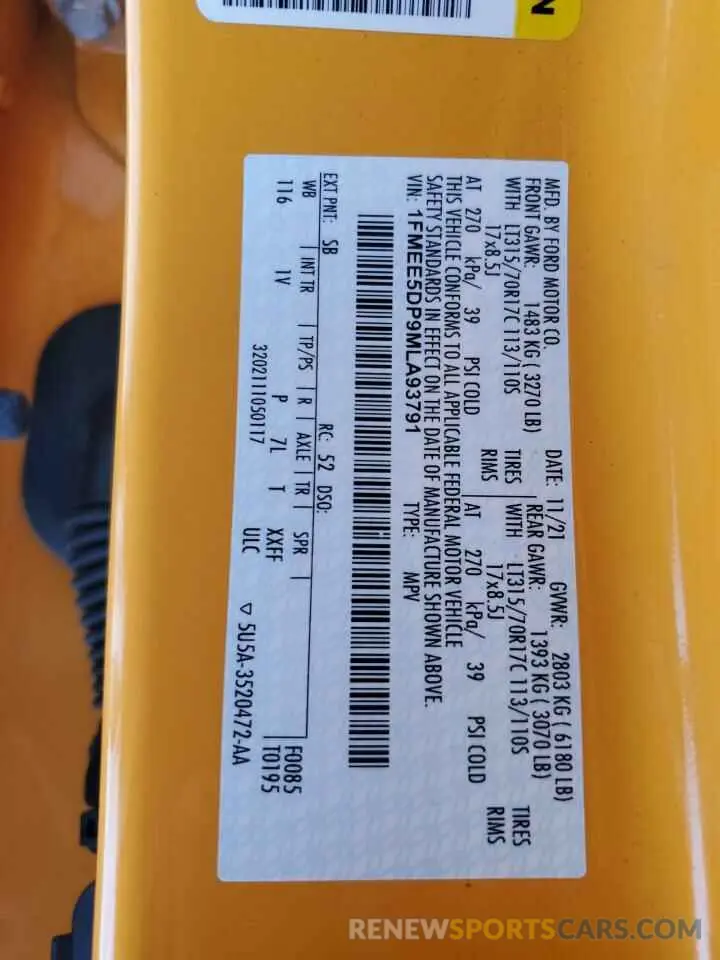 N
MFD. BY FORD MOTOR CO.
DATE: 11/21 GVWR: 2803 KG ( 6180 LB)
FRONT GAWR: 1483 KG ( 3270 LB) REAR GAWR: 1393 KG ( 3070 LB)
WITH LT315/70R17C 113/110S TIRES WITH LT315/70R17C 113/110S TIRES
17x8.5J RIMS 17x8.5J RIMS
AT 270 kPa/ 39 PSI COLD AT 270 kPa/ 39 PSI COLD
THIS VEHICLE CONFORMS TO ALL APPLICABLE FEDERAL MOTOR VEHICLE
SAFETY STANDARDS IN EFFECT ON THE DATE OF MANUFACTURE SHOWN ABOVE.
VIN: 1FMEE5DP9MLA93791 TYPE: MPV
EXT PNT: SB RC: 52 DSO: F0085
WB INT TR TP/PS R AXLE TR SPR T0195
116 1V P 7L T XXFF
3202111050117 ULC
▽ 5U5A-3520472-AA
RENEWSPORTSCARS.COM